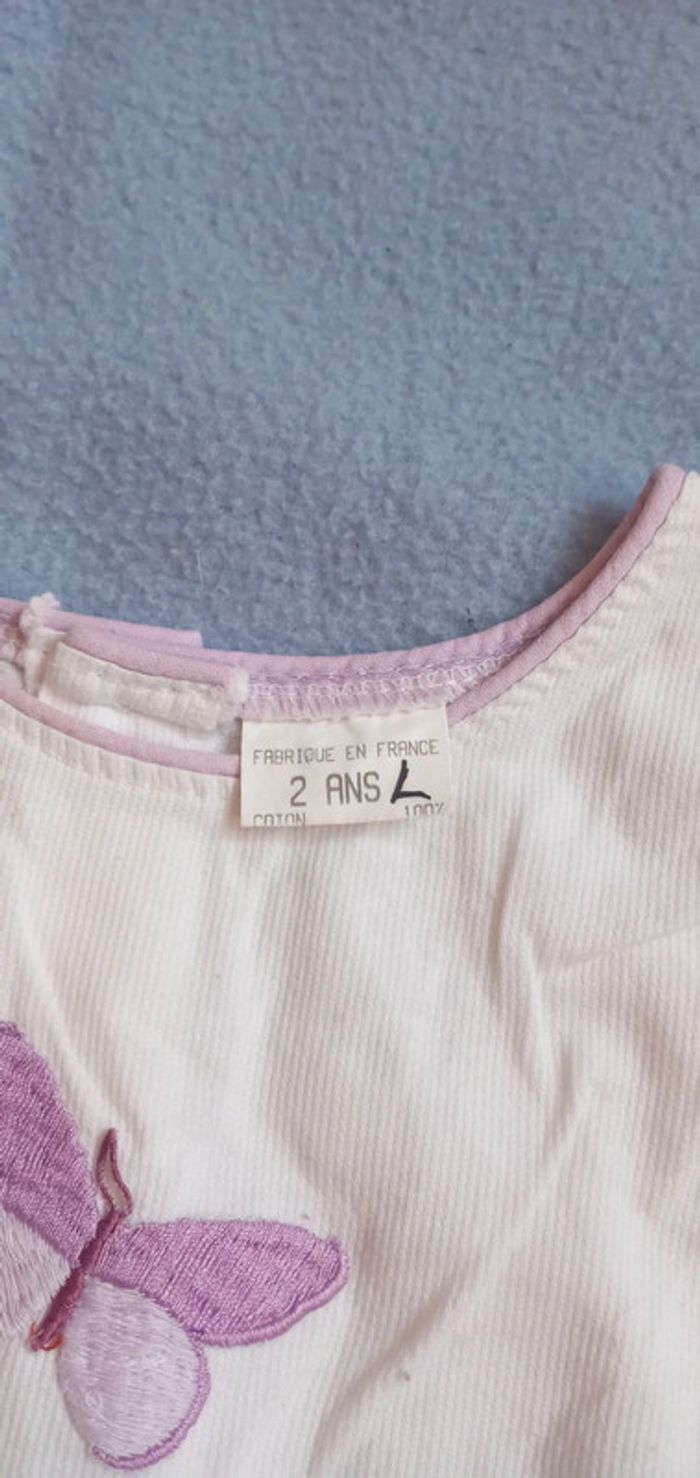 FABRIQUE EN FRANCE
2 ANS L
COTON 100%